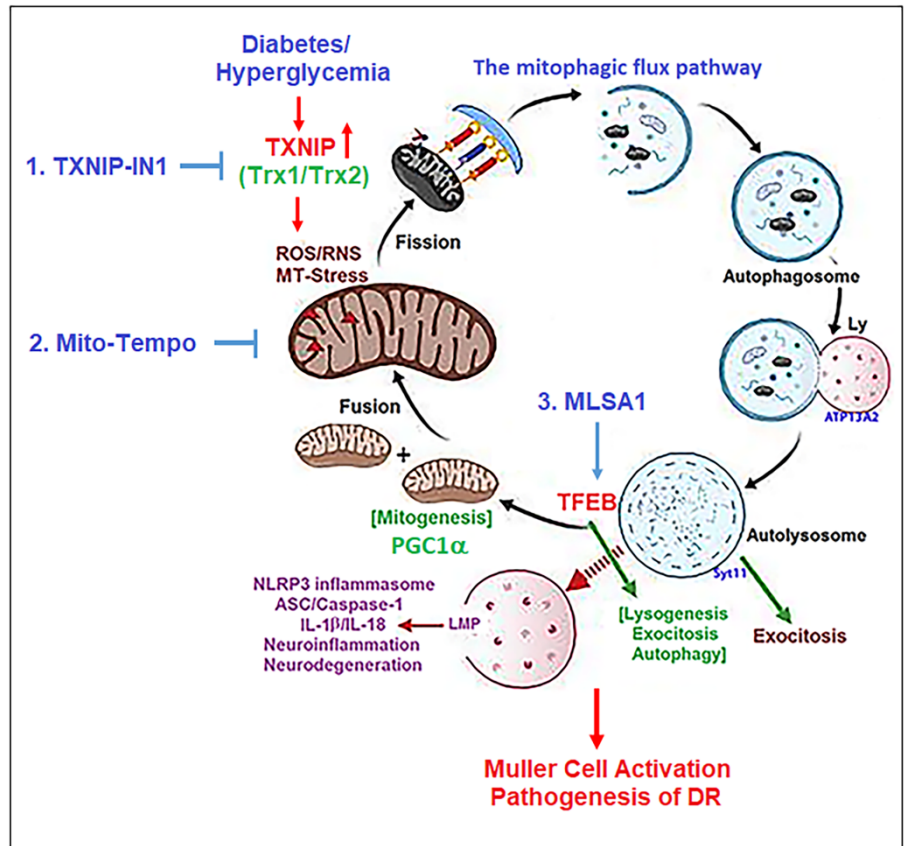 Diabetes/
Hyperglycemia
The mitophagic flux pathway
1. TXNIP-IN1
TXNIP
(Trx1/Trx2)
ROS/RNS
MT-Stress
Fission
Autophagosome
Ly
ATP13A2
2. Mito-Tempo
Fusion
+
[Mitogenesis]
PGC1α
3. MLSA1
TFEB
Autolysosome
Syt11
NLRP3 inflammasome
ASC/Caspase-1
IL-1β/IL-18
Neuroinflammation
Neurodegeneration
LMP
[Lysogenesis
Exocitosis
Autophagy]
Exocitosis
Muller Cell Activation
Pathogenesis of DR